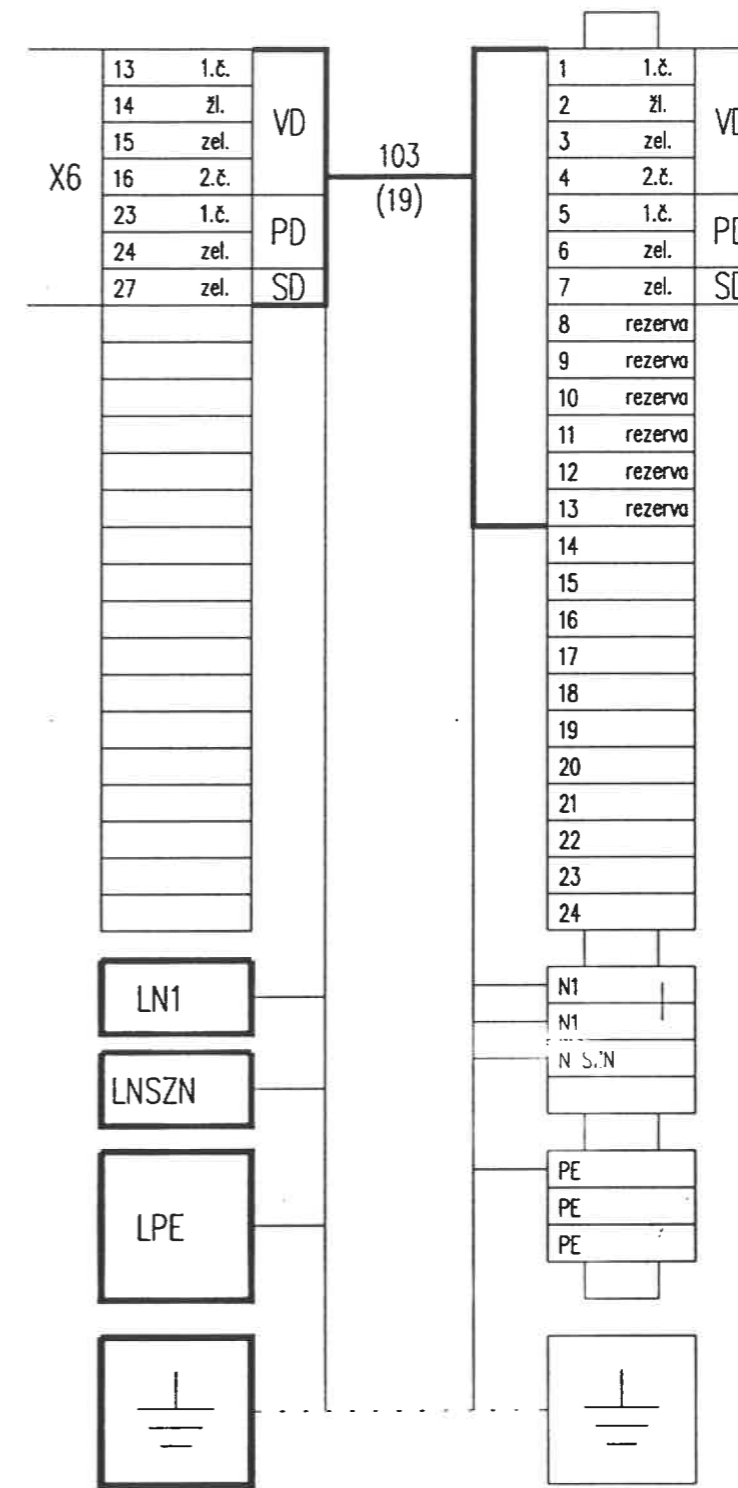 X6
13 1.č.
14 žl.
15 zel.
16 2.č.
VD
23 1.č.
24 zel.
PD
27 zel.
SD
103
(19)
1 1.č.
2 žl.
3 zel.
4 2.č.
5 1.č.
6 zel.
7 zel.
SD
8 rezerva
9 rezerva
10 rezerva
11 rezerva
12 rezerva
13 rezerva
14
15
16
17
18
19
20
21
22
23
24
LN1
LNSZN
LPE
N1
N1
PE
PE
PE